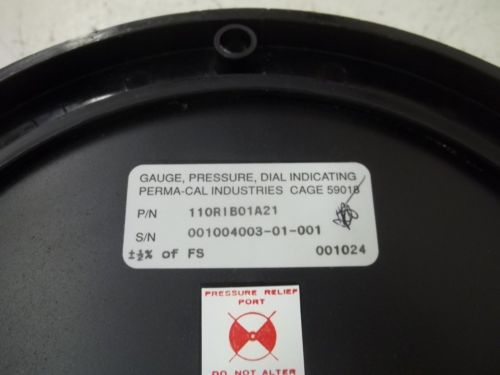 GAUGE, PRESSURE, DIAL INDICATING
PERMA-CAL INDUSTRIES CAGE 59018
P/N 110RIB01A21
S/N 001004003-01-001
±½% of FS 001024
PRESSURE RELIEF
PORT
DO NOT ALTER